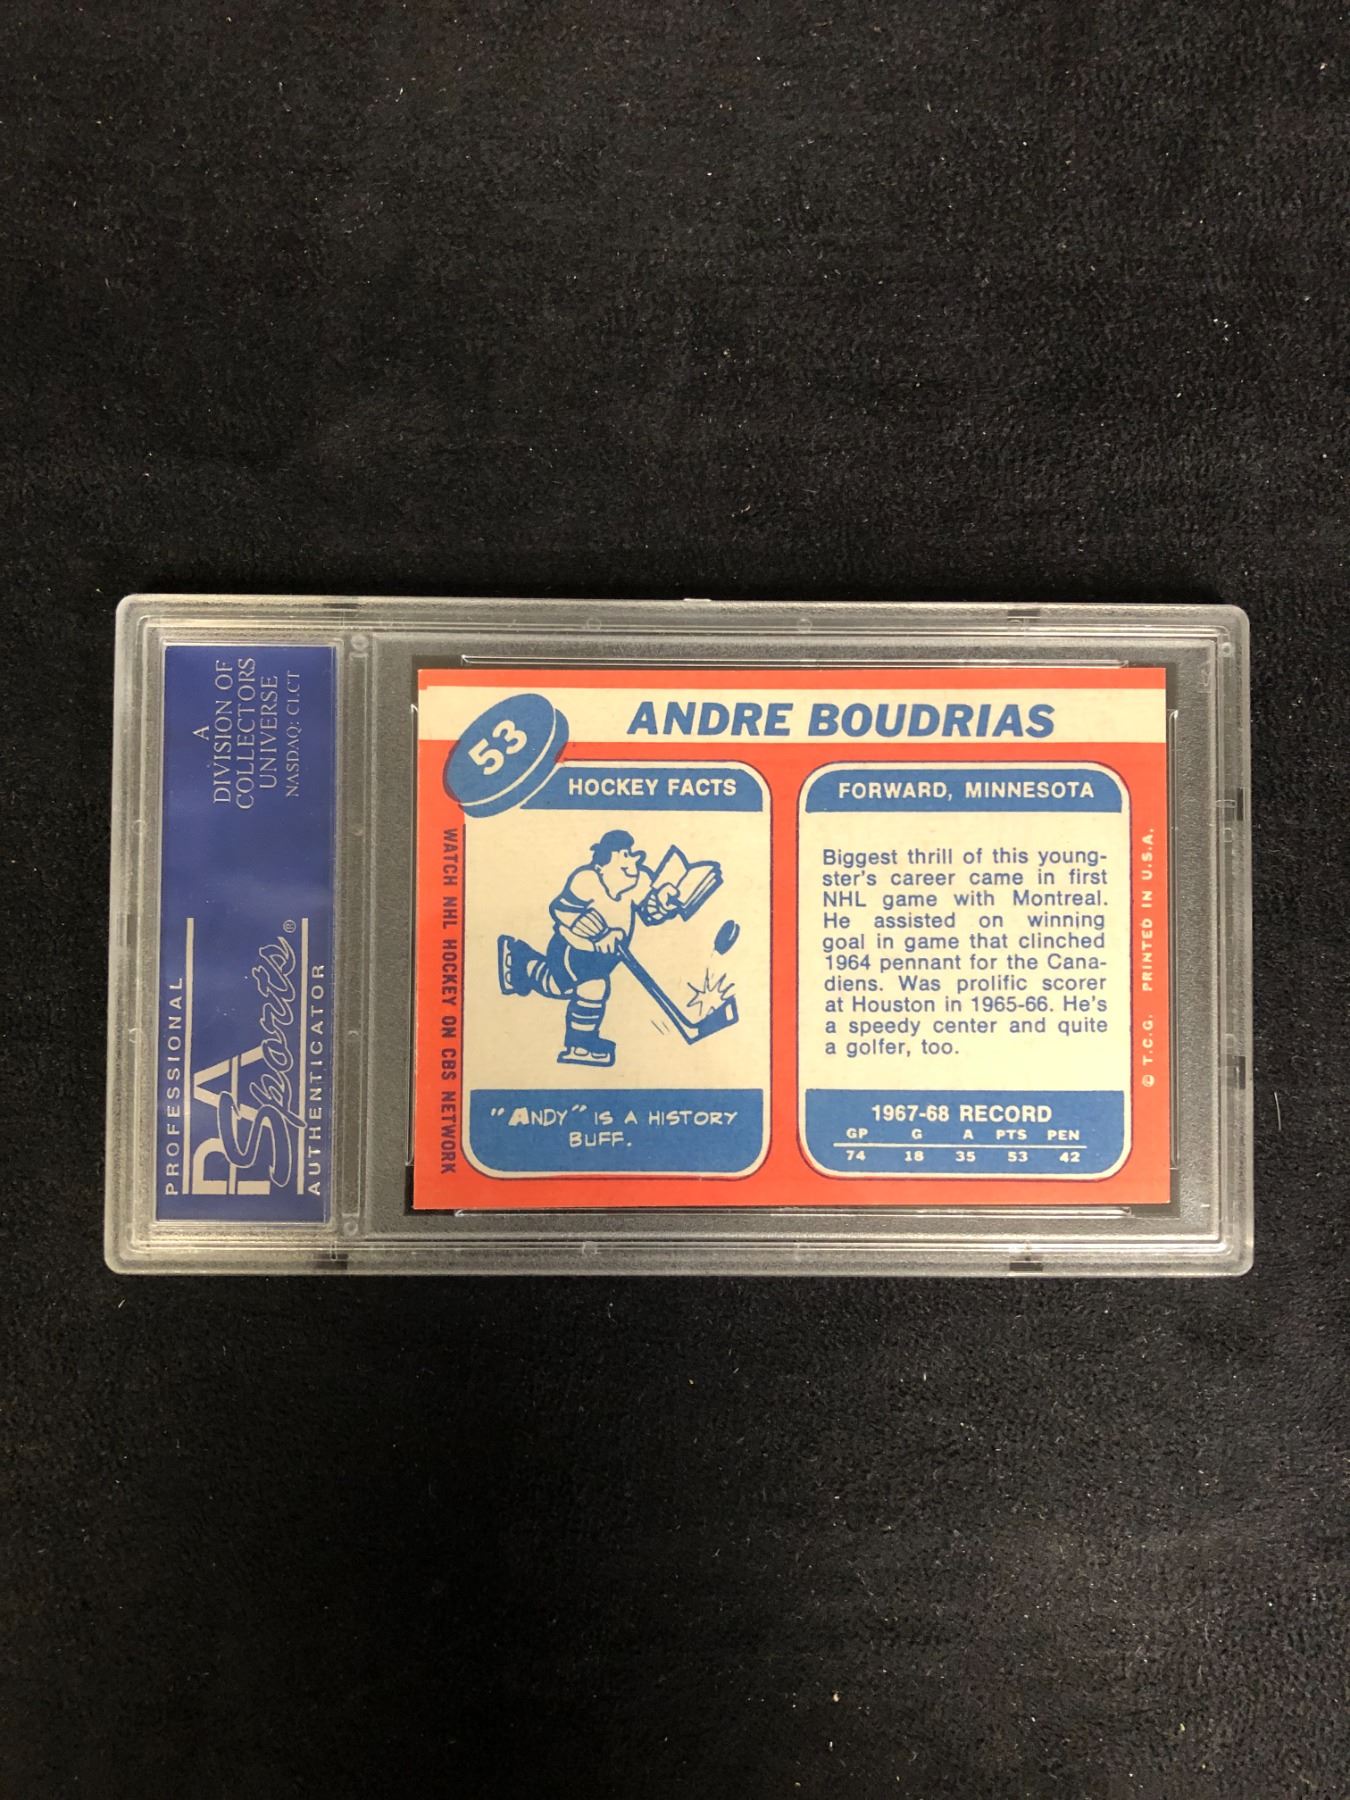 A
DIVISION OF
COLLECTORS
UNIVERSE
NASDAQ: CLCT
PROFESSIONAL
PSA
Sports®
AUTHENTICATOR
53
ANDRE BOUDRIAS
HOCKEY FACTS
WATCH NHL HOCKEY ON CBS NETWORK
"ANDY" IS A HISTORY
BUFF.
FORWARD, MINNESOTA
Biggest thrill of this young-
ster's career came in first
NHL game with Montreal.
He assisted on winning
goal in game that clinched
1964 pennant for the Cana-
diens. Was prolific scorer
at Houston in 1965-66. He's
a speedy center and quite
a golfer, too.
1967-68 RECORD
GP G A PTS PEN
74 18 35 53 42
© T.C.G. PRINTED IN U.S.A.